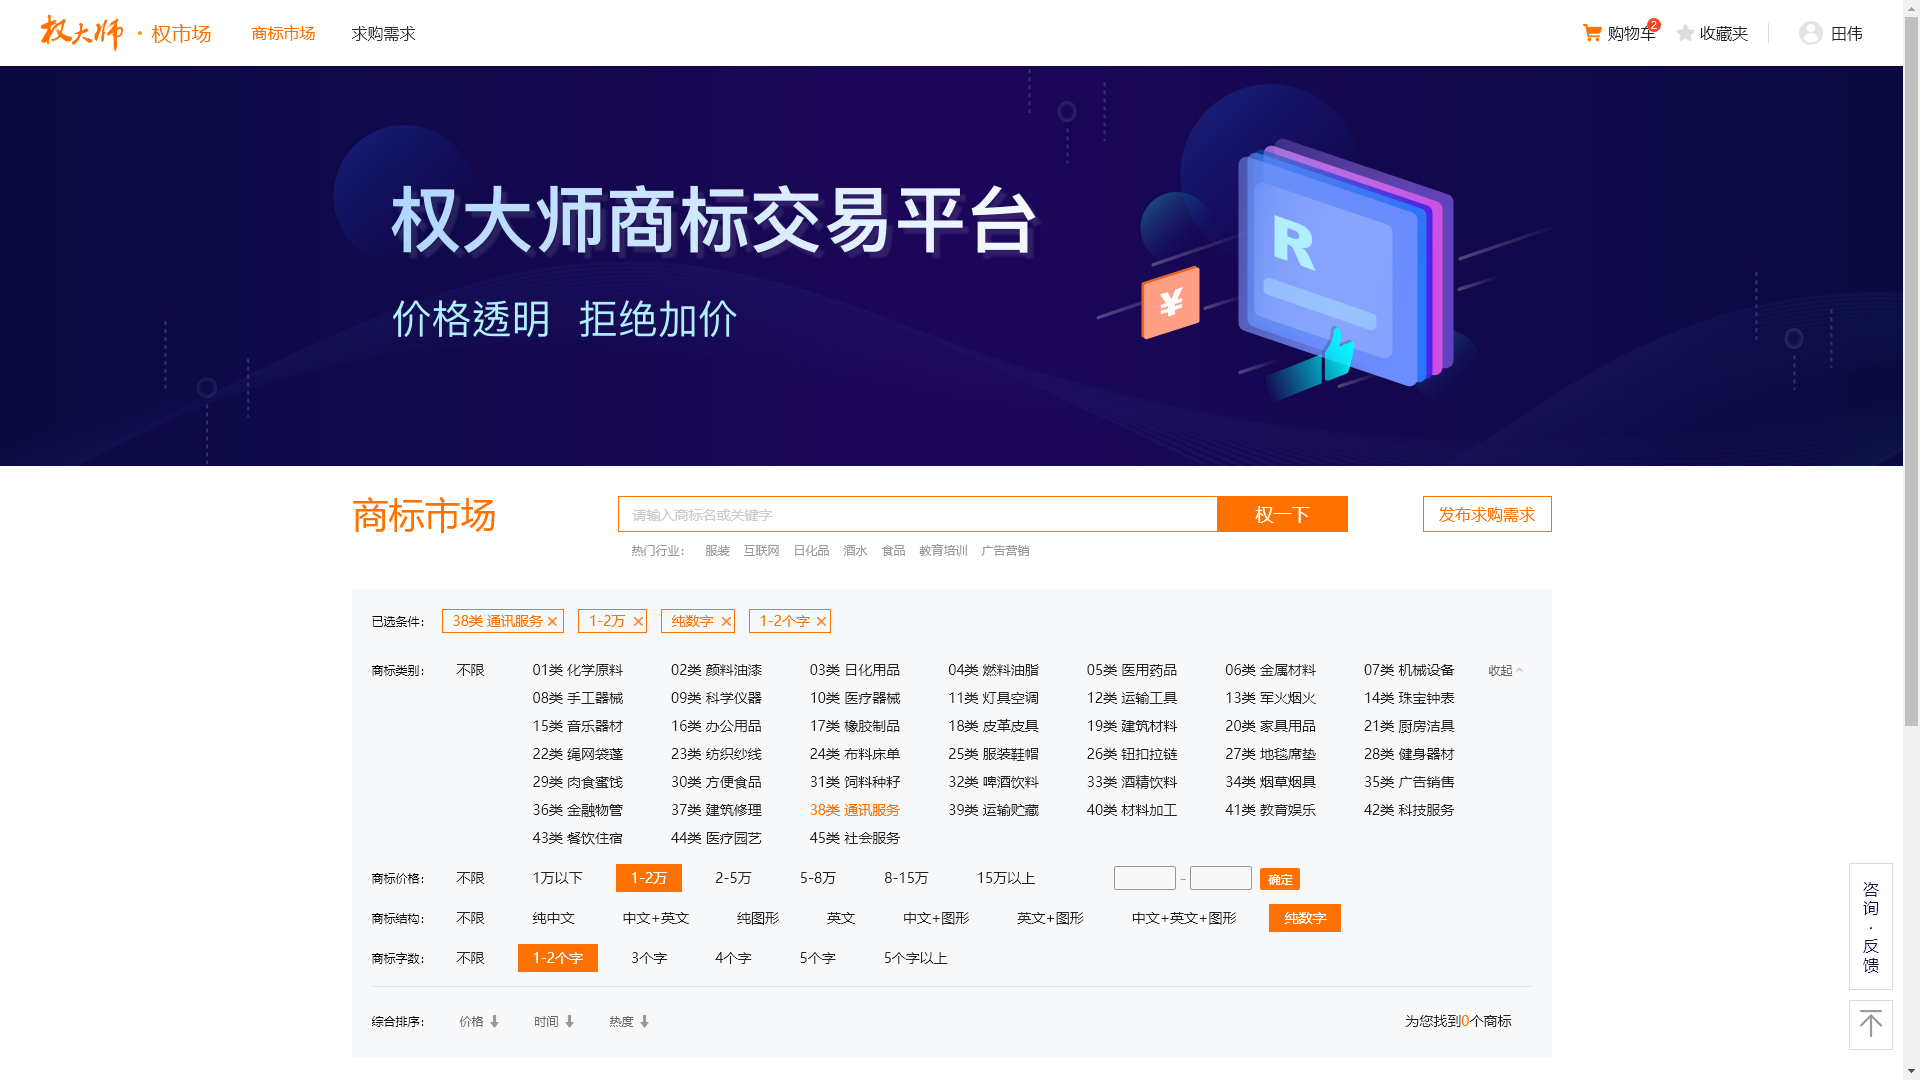 权大师 · 权市场 商标市场 求购需求 购物车 2 收藏夹 田伟
权大师商标交易平台
价格透明 拒绝加价
R
¥
商标市场 请输入商标名或关键字 权一下 发布求购需求
热门行业: 服装 互联网 日化品 酒水 食品 教育培训 广告营销
已选条件: 38类 通讯服务 1-2万 纯数字 1-2个字
商标类别: 不限 01类 化学原料 02类 颜料油漆 03类 日化用品 04类 燃料油脂 05类 医用药品 06类 金属材料 07类 机械设备 收起
08类 手工器械 09类 科学仪器 10类 医疗器械 11类 灯具空调 12类 运输工具 13类 军火烟火 14类 珠宝钟表
15类 音乐器材 16类 办公用品 17类 橡胶制品 18类 皮革皮具 19类 建筑材料 20类 家具用品 21类 厨房洁具
22类 绳网袋蓬 23类 纺织纱线 24类 布料床单 25类 服装鞋帽 26类 钮扣拉链 27类 地毯席垫 28类 健身器材
29类 肉食蜜饯 30类 方便食品 31类 饲料种籽 32类 啤酒饮料 33类 酒精饮料 34类 烟草烟具 35类 广告销售
36类 金融物管 37类 建筑修理 38类 通讯服务 39类 运输贮藏 40类 材料加工 41类 教育娱乐 42类 科技服务
43类 餐饮住宿 44类 医疗园艺 45类 社会服务
商标价格: 不限 1万以下 1-2万 2-5万 5-8万 8-15万 15万以上 - 确定
商标结构: 不限 纯中文 中文+英文 纯图形 英文 中文+图形 英文+图形 中文+英文+图形 纯数字
商标字数: 不限 1-2个字 3个字 4个字 5个字 5个字以上
综合排序: 价格 时间 热度 为您找到0个商标
咨询·反馈